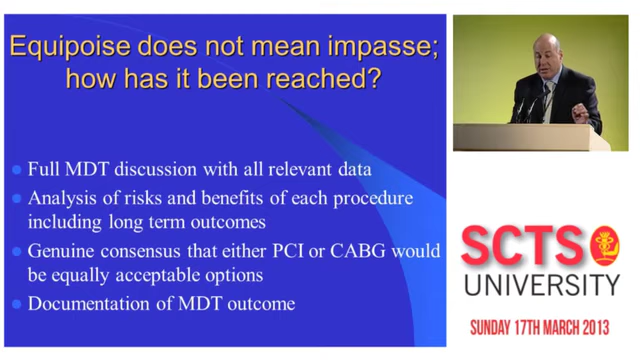 Equipoise does not mean impasse;
how has it been reached?
Full MDT discussion with all relevant data
Analysis of risks and benefits of each procedure
including long term outcomes
Genuine consensus that either PCI or CABG would
be equally acceptable options
Documentation of MDT outcome
SCTS
UNIVERSITY
SUNDAY 17TH MARCH 2013